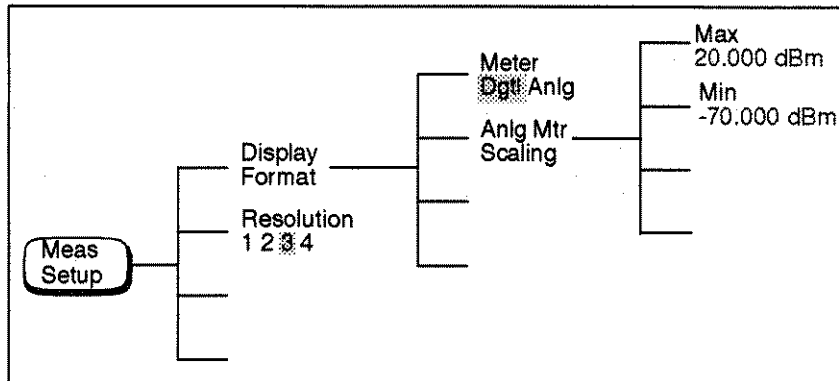 Max
20.000 dBm
Meter
Dgtl Anlg
Min
-70.000 dBm
Anlg Mtr
Scaling
Display
Format
Resolution
1 2 3 4
Meas
Setup